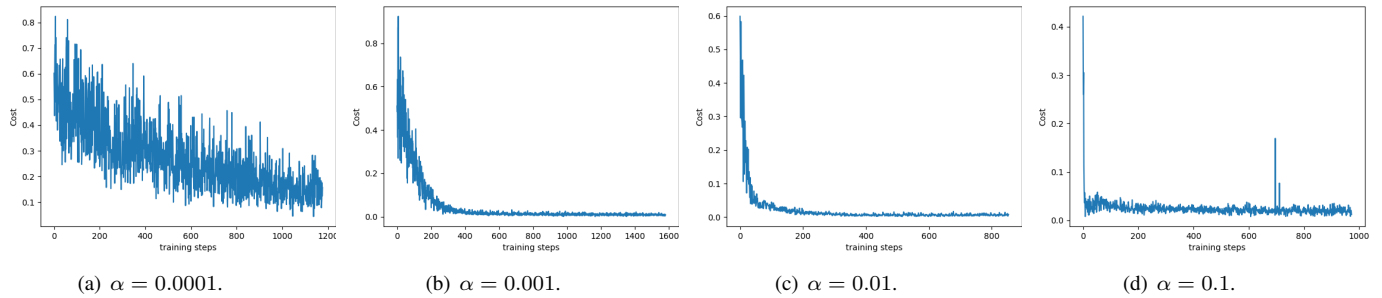 0.8
0.7
0.6
0.5
0.4
0.3
0.2
0.1
Cost
0 200 400 600 800 1000 1200
training steps
(a) α = 0.0001.
0.8
0.6
0.4
0.2
0.0
Cost
0 200 400 600 800 1000 1200 1400 1600
training steps
(b) α = 0.001.
0.6
0.5
0.4
0.3
0.2
0.1
0.0
Cost
0 200 400 600 800
training steps
(c) α = 0.01.
0.4
0.3
0.2
0.1
0.0
Cost
0 200 400 600 800 1000
training steps
(d) α = 0.1.